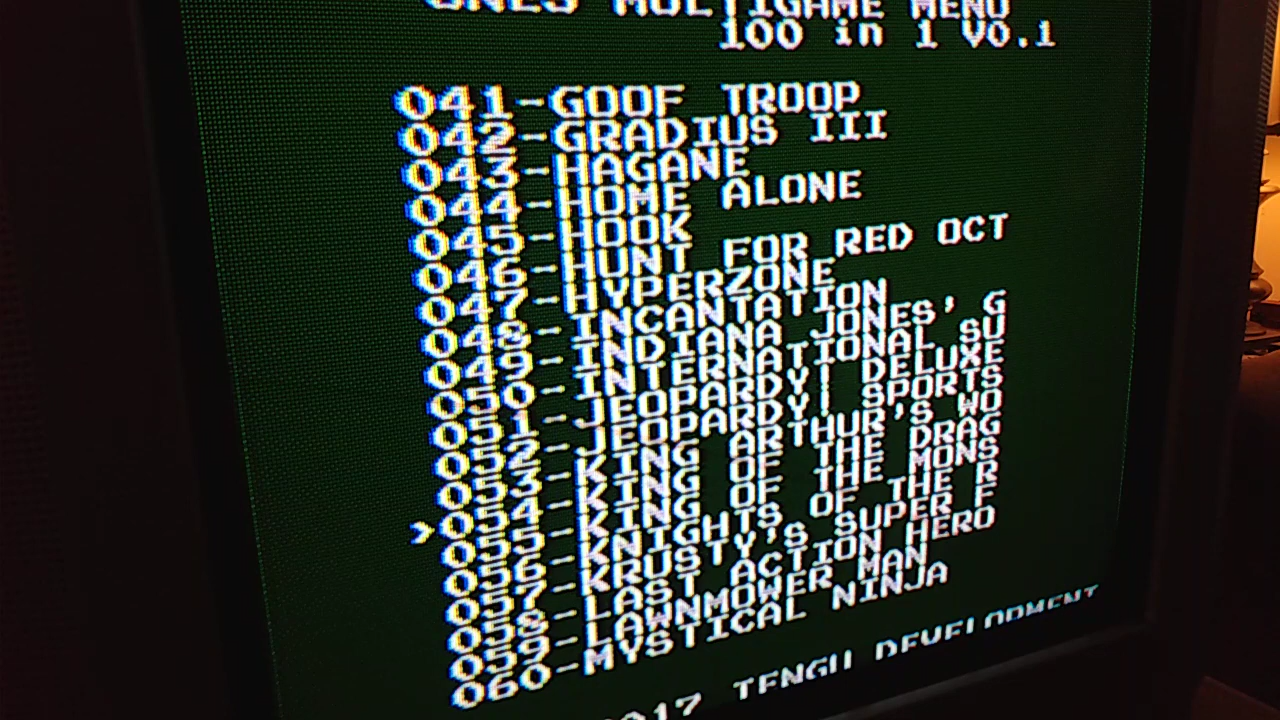 MULTIGAME MENU
100 in 1 V0.1
041-GOOF TROOP
042-GRADIUS III
043-HAGANE
044-HOME ALONE
045-HOOK
046-HUNT FOR RED OCT
047-HYPERZONE
048-INCANTATION
049-INDIANA JONES' G
050-INTERNATIONAL SU
051-JEOPARDY! DELUXE
052-JEOPARDY! SPORTS
053-KING ARTHUR'S WO
>054-KING OF THE DRAG
055-KING OF THE MONS
056-KNIGHTS OF THE R
057-KRUSTY'S SUPER F
058-LAST ACTION HERO
059-LAWNMOWER MAN
060-MYSTICAL NINJA
2017 TENGU DEVELOPMENT